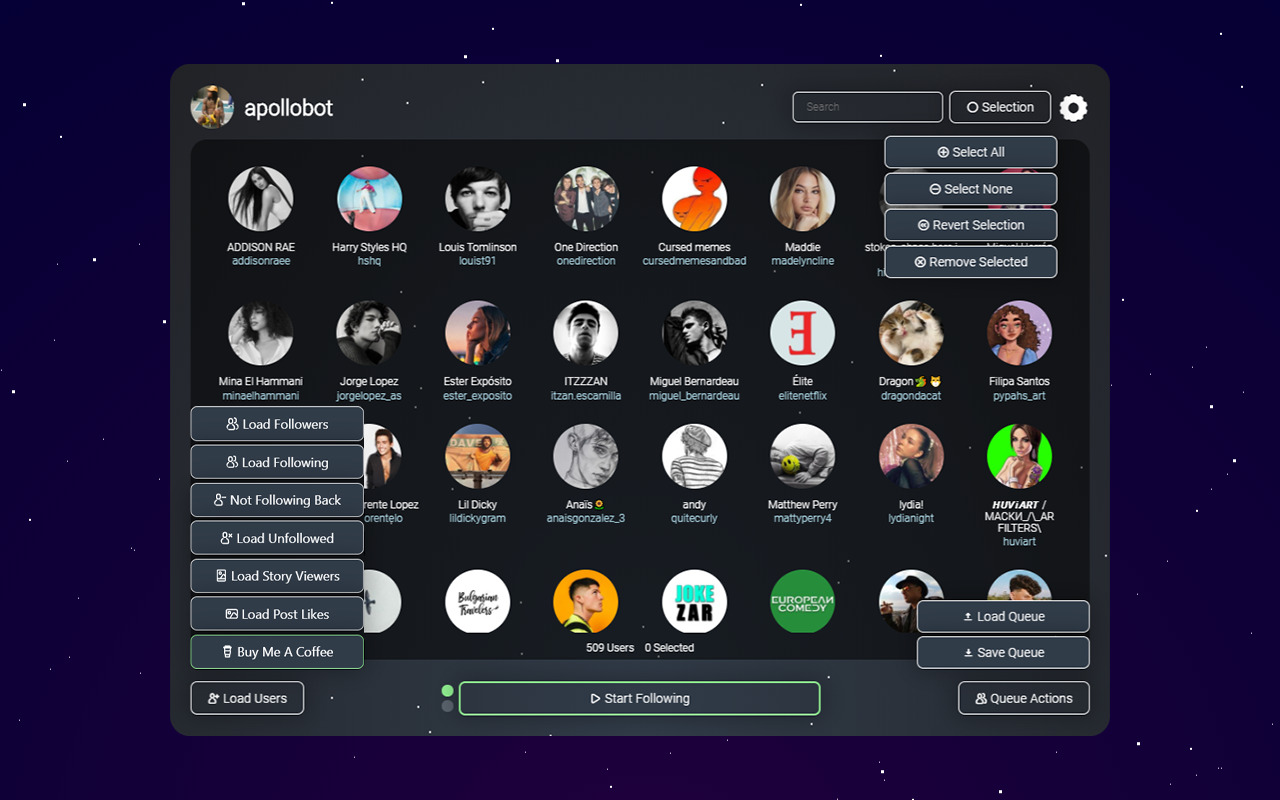 apollobot
Search
Selection
Select All
Select None
Revert Selection
Remove Selected
ADDISON RAE
addisonraee
Harry Styles HQ
hshq
Louis Tomlinson
louist91
One Direction
onedirection
Cursed memes
cursedmemesandbad
Maddie
madelyncline
Mina El Hammani
minaelhammani
Jorge Lopez
jorgelopez_as
Ester Expósito
ester_exposito
ITZZZAN
itzan.escamilla
Miguel Bernardeau
miguel_bernardeau
Élite
elitenetflix
Dragon🐉🐱
dragondacat
Filipa Santos
pypahs_art
Load Followers
Load Following
Not Following Back
Load Unfollowed
Load Story Viewers
Load Post Likes
Buy Me A Coffee
rente Lopez
orentelo
DAVE
Lil Dicky
lildickygram
Anaïs🌻
anaisgonzalez_3
andy
quitecurly
Matthew Perry
mattyperry4
lydia!
lydianight
HUViART /
МАСКИ_/\_AR
FILTERS\
huviart
Bulgarian
Travelers
JOKE
ZAR
EUROPEAN
COMEDY
Load Queue
Save Queue
509 Users 0 Selected
Load Users
Start Following
Queue Actions